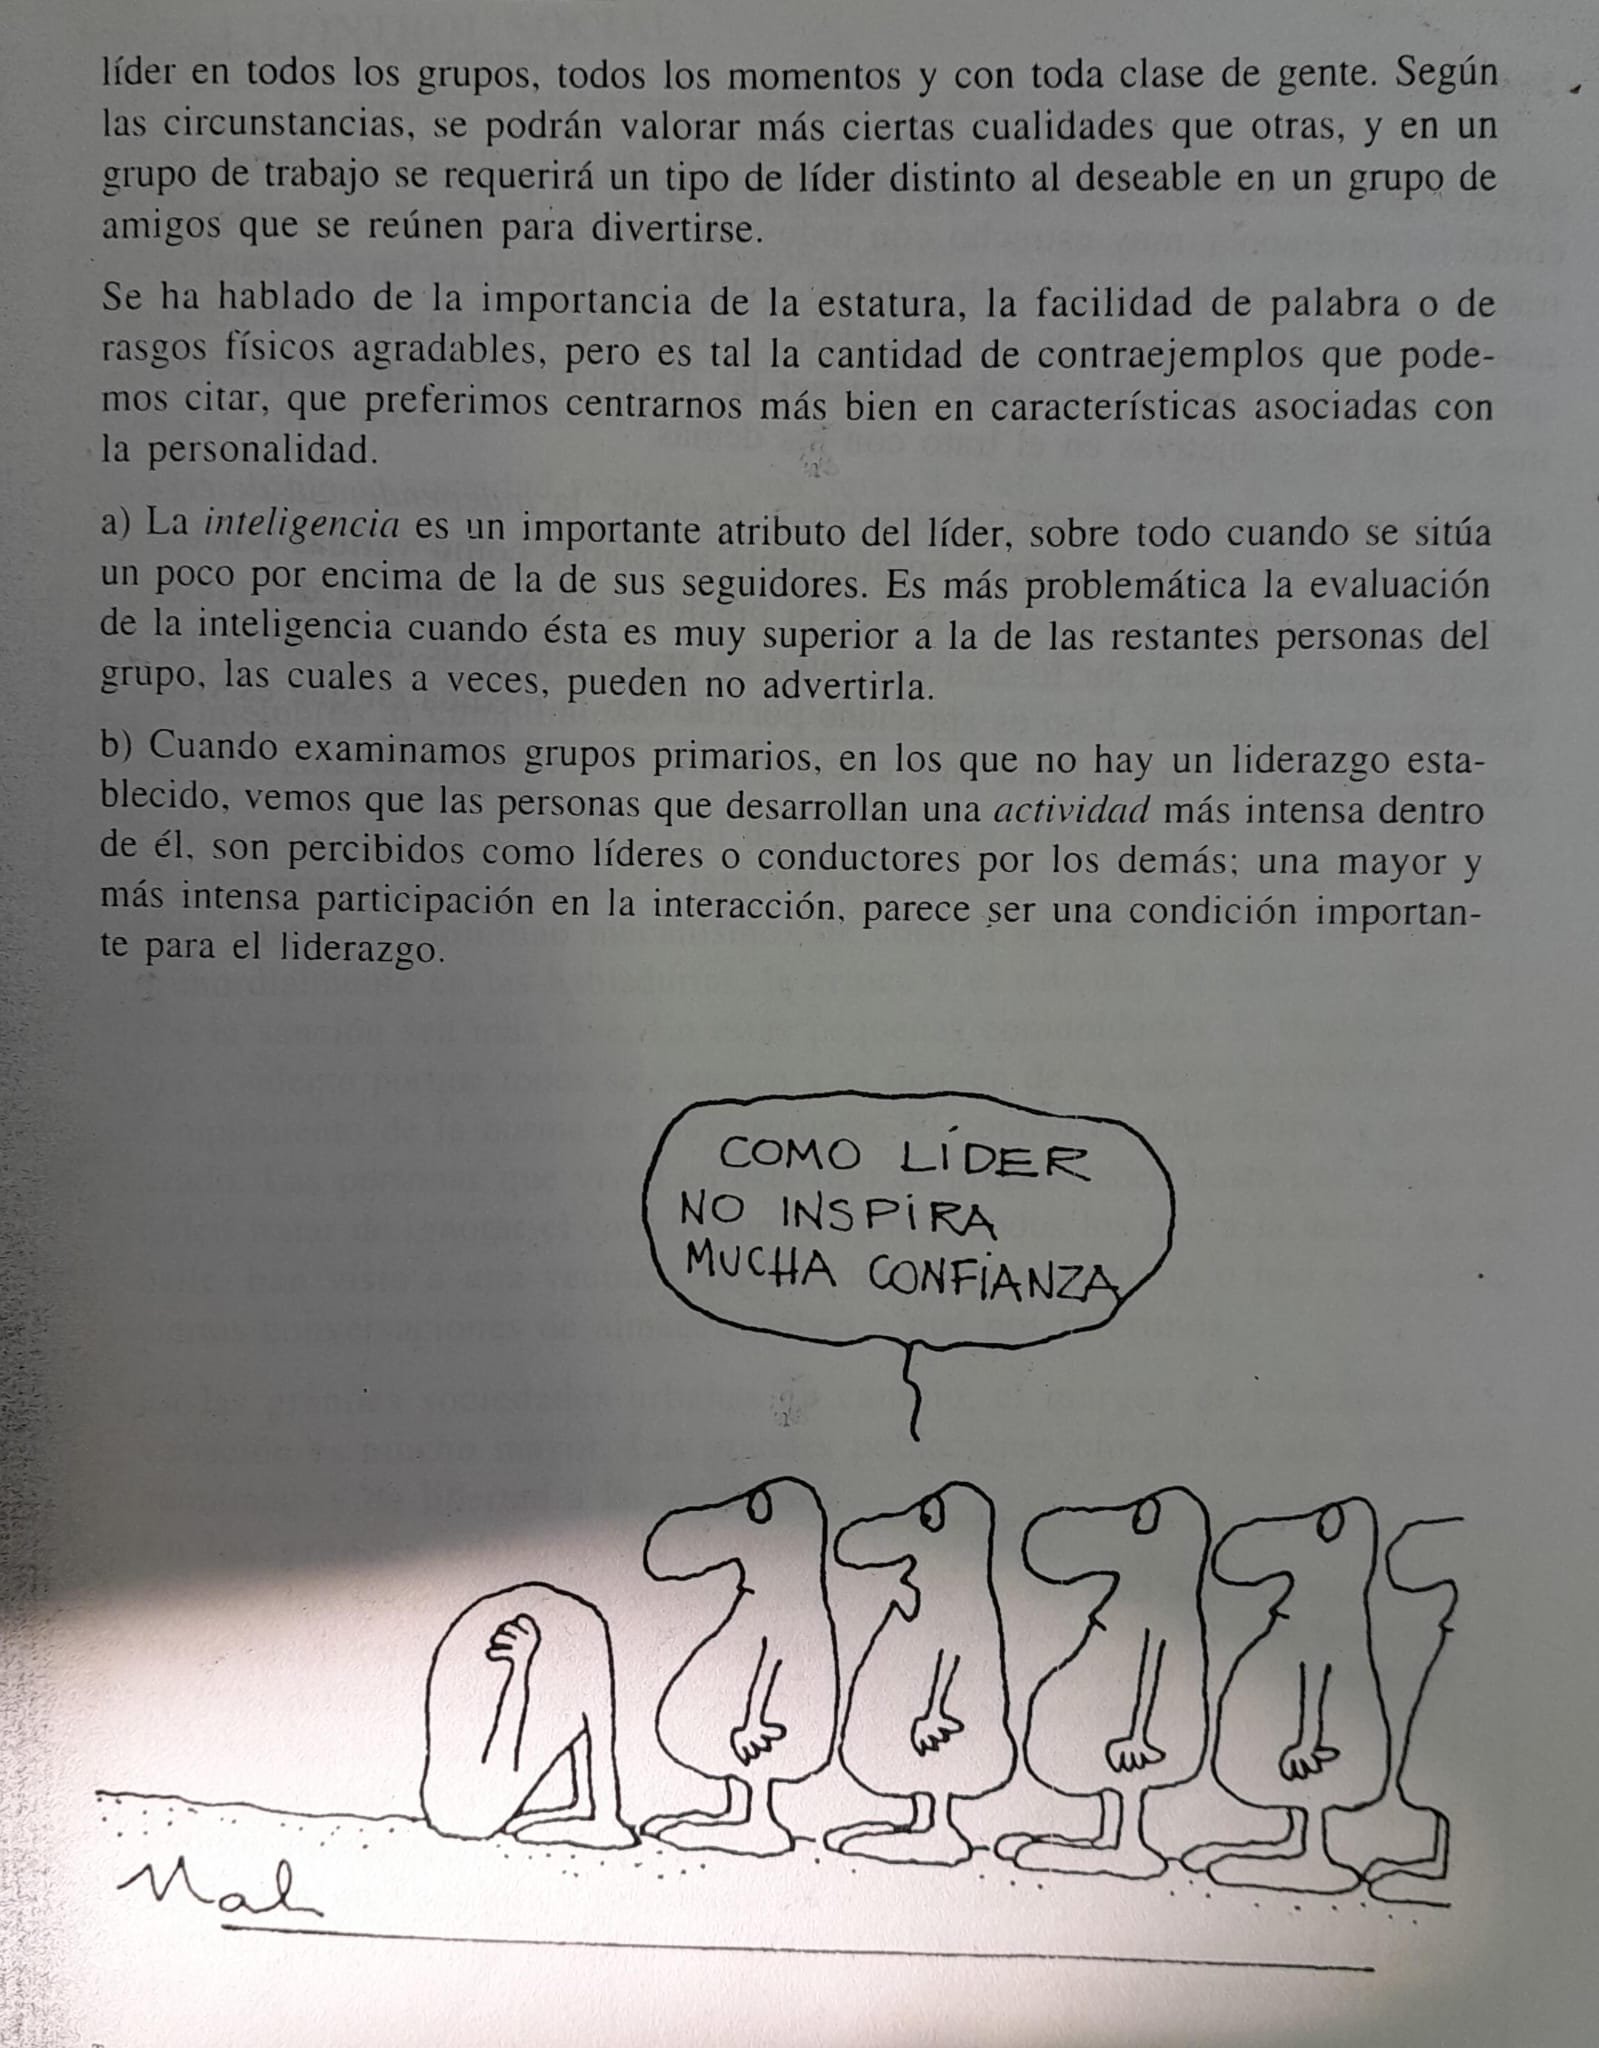 líder en todos los grupos, todos los momentos y con toda clase de gente. Según
las circunstancias, se podrán valorar más ciertas cualidades que otras, y en un
grupo de trabajo se requerirá un tipo de líder distinto al deseable en un grupo de
amigos que se reúnen para divertirse.
Se ha hablado de la importancia de la estatura, la facilidad de palabra o de
rasgos físicos agradables, pero es tal la cantidad de contraejemplos que pode-
mos citar, que preferimos centrarnos más bien en características asociadas con
la personalidad.
a) La inteligencia es un importante atributo del líder, sobre todo cuando se sitúa
un poco por encima de la de sus seguidores. Es más problemática la evaluación
de la inteligencia cuando ésta es muy superior a la de las restantes personas del
grupo, las cuales a veces, pueden no advertirla.
b) Cuando examinamos grupos primarios, en los que no hay un liderazgo esta-
blecido, vemos que las personas que desarrollan una actividad más intensa dentro
de él, son percibidos como líderes o conductores por los demás; una mayor y
más intensa participación en la interacción, parece ser una condición importan-
te para el liderazgo.
COMO LÍDER
NO INSPIRA
MUCHA CONFIANZA